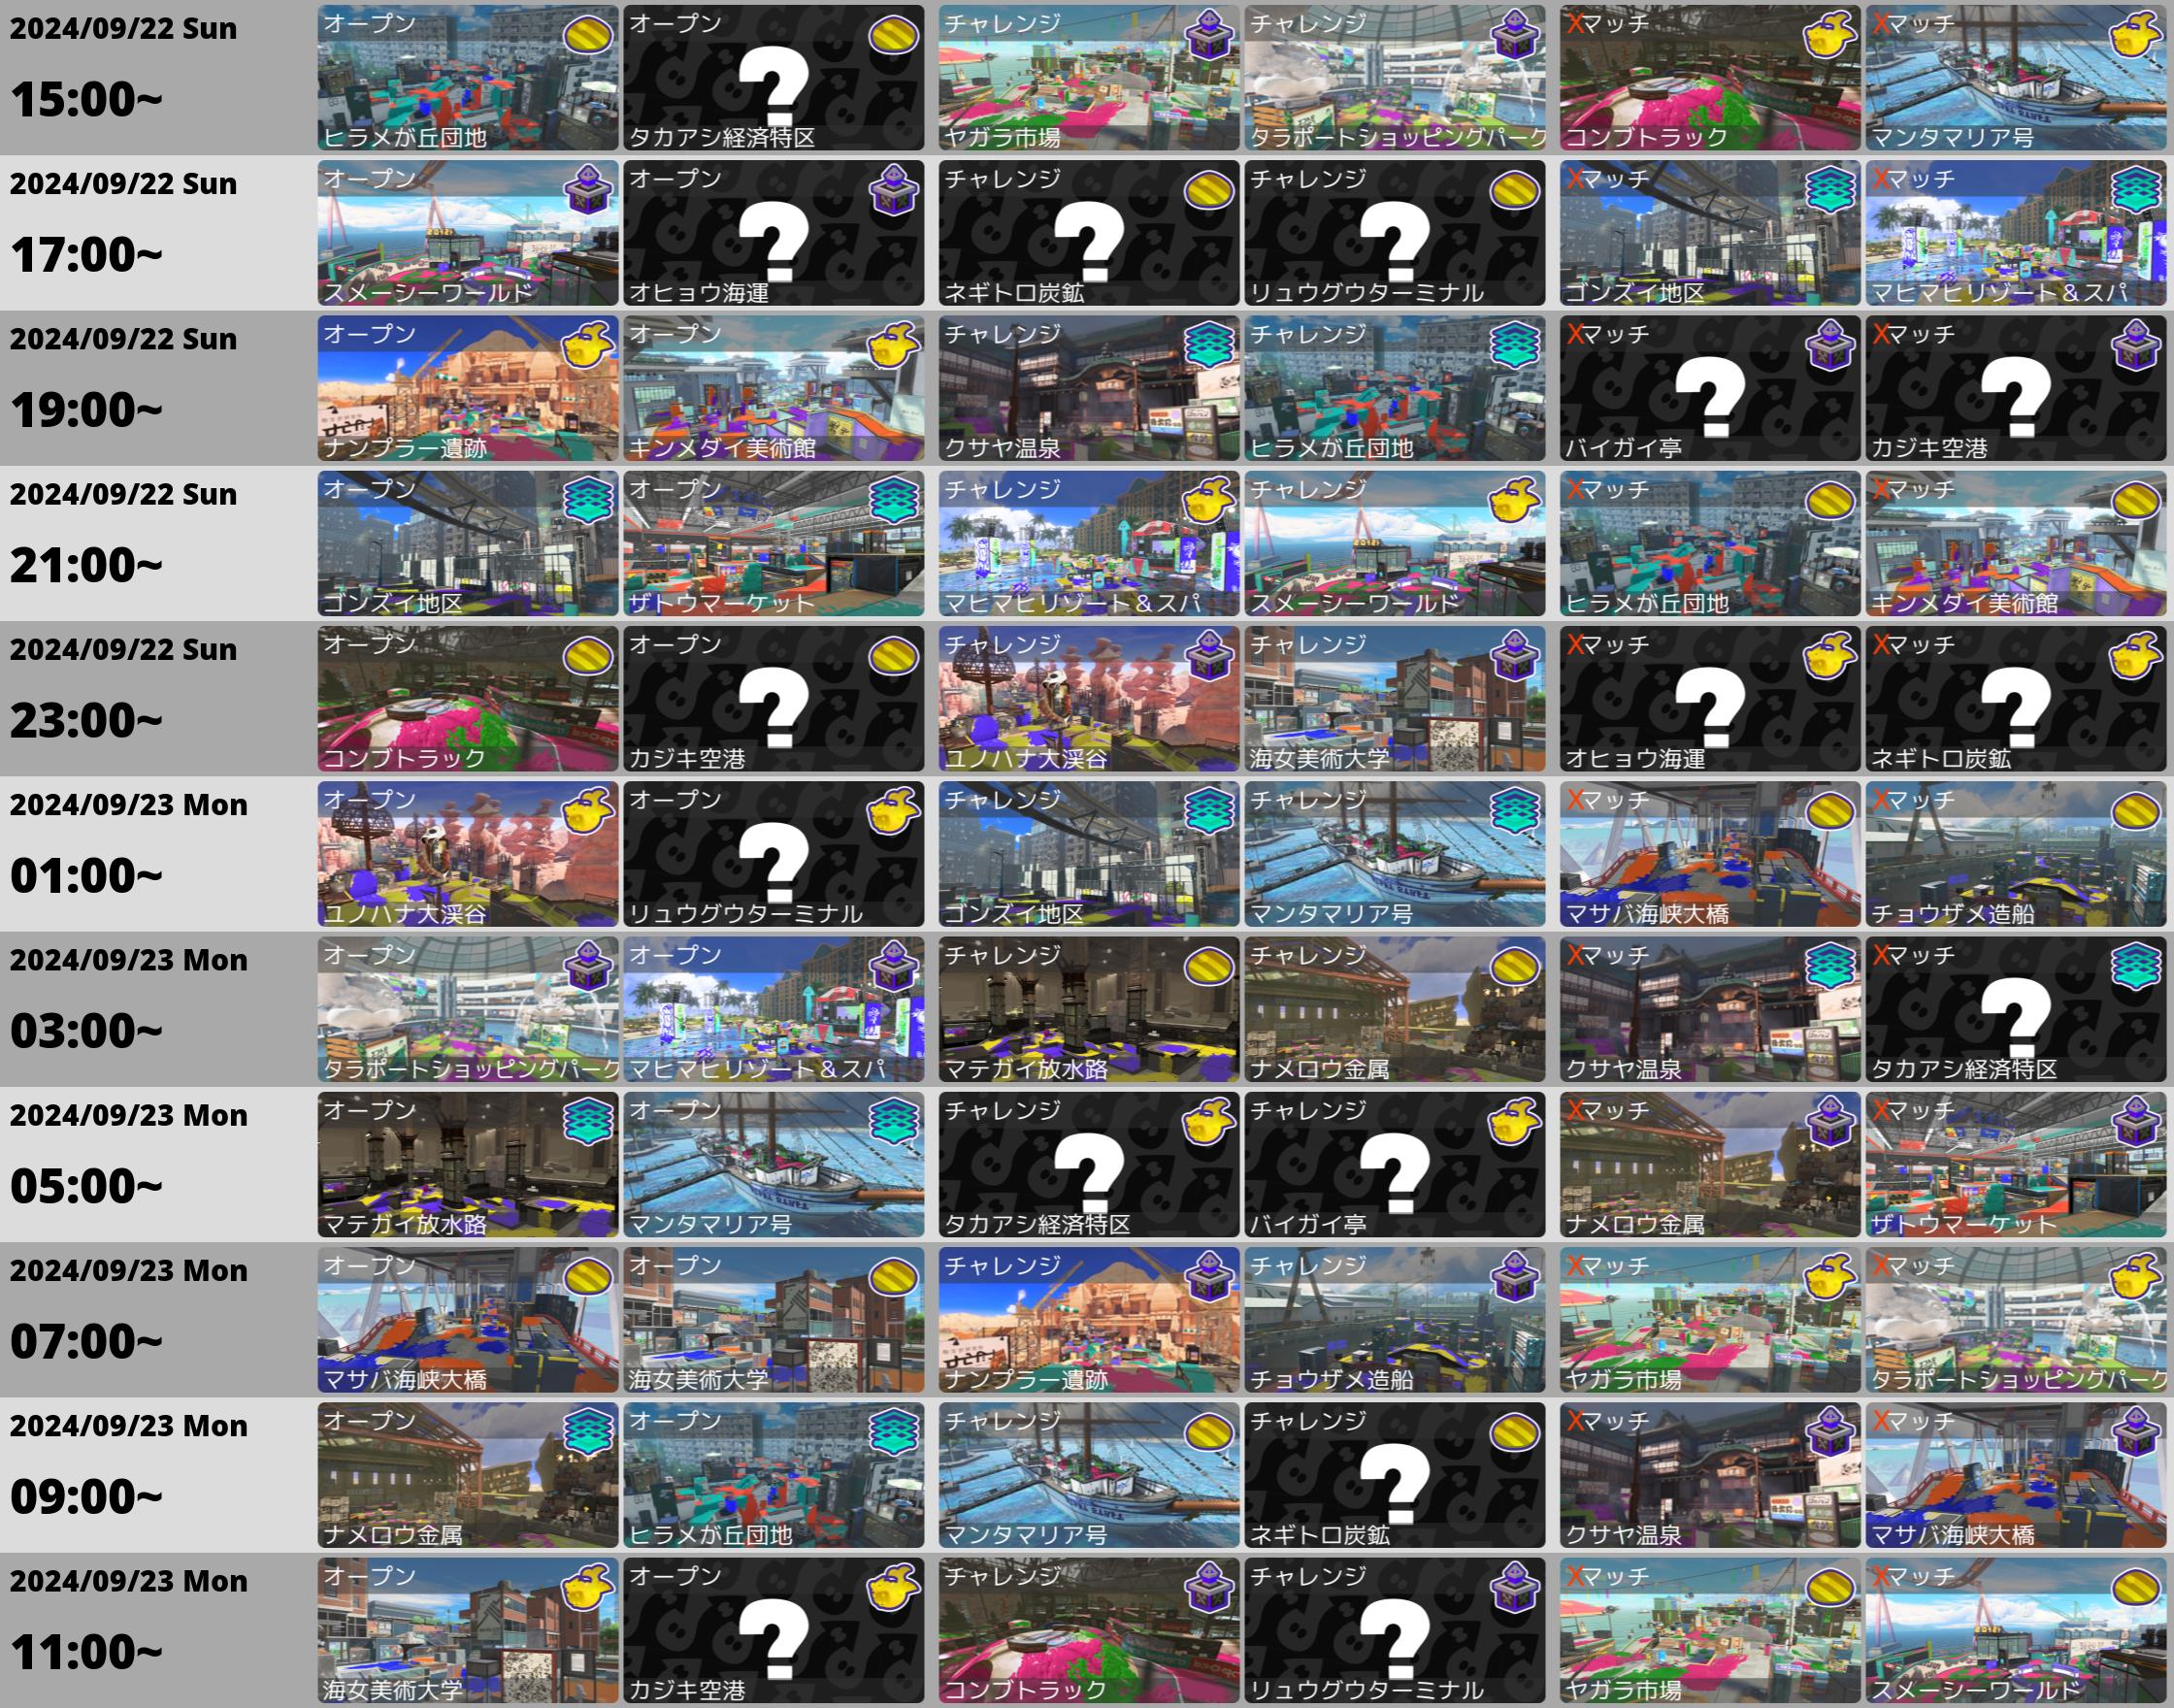 2024/09/22 Sun
15:00~
オープン
ヒラメが丘団地
オープン
タカアシ経済特区
チャレンジ
ヤガラ市場
チャレンジ
タラポートショッピングパーク
Xマッチ
コンブトラック
Xマッチ
マンタマリア号
2024/09/22 Sun
17:00~
オープン
スメーシーワールド
オープン
オヒョウ海運
チャレンジ
ネギトロ炭鉱
チャレンジ
リュウグウターミナル
Xマッチ
ゴンズイ地区
Xマッチ
マヒマヒリゾート&スパ
2024/09/22 Sun
19:00~
オープン
ナンプラー遺跡
オープン
キンメダイ美術館
チャレンジ
クサヤ温泉
チャレンジ
ヒラメが丘団地
Xマッチ
バイガイ亭
Xマッチ
カジキ空港
2024/09/22 Sun
21:00~
オープン
ゴンズイ地区
オープン
ザトウマーケット
チャレンジ
マヒマヒリゾート&スパ
チャレンジ
スメーシーワールド
Xマッチ
ヒラメが丘団地
Xマッチ
キンメダイ美術館
2024/09/22 Sun
23:00~
オープン
コンブトラック
オープン
カジキ空港
チャレンジ
ユノハナ大渓谷
チャレンジ
海女美術大学
Xマッチ
オヒョウ海運
Xマッチ
ネギトロ炭鉱
2024/09/23 Mon
01:00~
オープン
ユノハナ大渓谷
オープン
リュウグウターミナル
チャレンジ
ゴンズイ地区
チャレンジ
マンタマリア号
Xマッチ
マサバ海峡大橋
Xマッチ
チョウザメ造船
2024/09/23 Mon
03:00~
オープン
タラポートショッピングパーク
オープン
マヒマヒリゾート&スパ
チャレンジ
マテガイ放水路
チャレンジ
ナメロウ金属
Xマッチ
クサヤ温泉
Xマッチ
タカアシ経済特区
2024/09/23 Mon
05:00~
オープン
マテガイ放水路
オープン
マンタマリア号
チャレンジ
タカアシ経済特区
チャレンジ
バイガイ亭
Xマッチ
ナメロウ金属
Xマッチ
ザトウマーケット
2024/09/23 Mon
07:00~
オープン
マサバ海峡大橋
オープン
海女美術大学
チャレンジ
ナンプラー遺跡
チャレンジ
チョウザメ造船
Xマッチ
ヤガラ市場
Xマッチ
タラポートショッピングパーク
2024/09/23 Mon
09:00~
オープン
ナメロウ金属
オープン
ヒラメが丘団地
チャレンジ
マンタマリア号
チャレンジ
ネギトロ炭鉱
Xマッチ
クサヤ温泉
Xマッチ
マサバ海峡大橋
2024/09/23 Mon
11:00~
オープン
海女美術大学
オープン
カジキ空港
チャレンジ
コンブトラック
チャレンジ
リュウグウターミナル
Xマッチ
ヤガラ市場
Xマッチ
スメーシーワールド